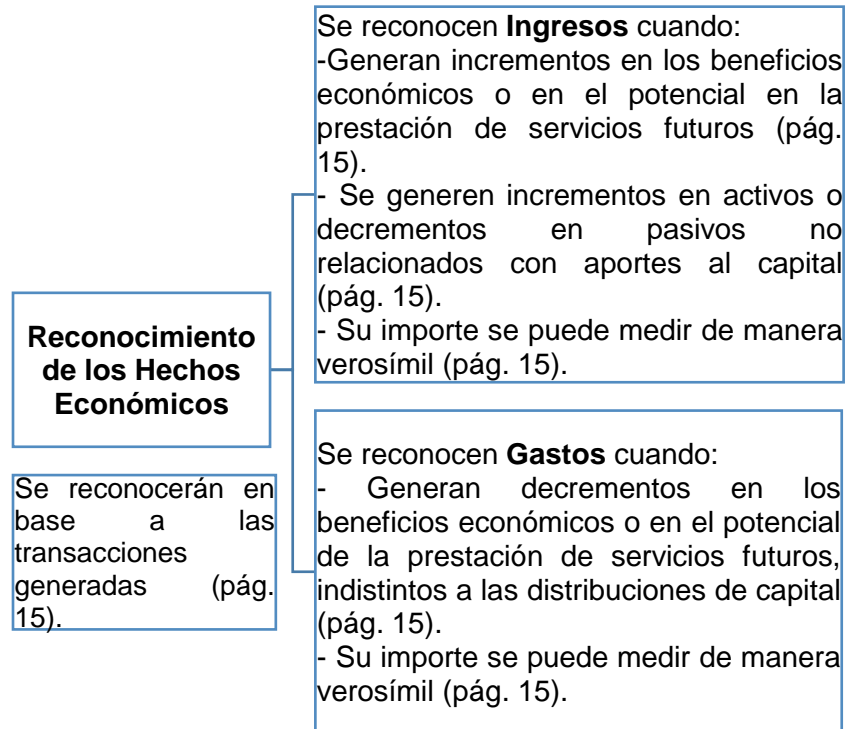 Reconocimiento
de los Hechos
Económicos
Se reconocerán en
base a las
transacciones
generadas (pág.
15).
Se reconocen Ingresos cuando:
-Generan incrementos en los beneficios
económicos o en el potencial en la
prestación de servicios futuros (pág.
15).
- Se generen incrementos en activos o
decrementos en pasivos no
relacionados con aportes al capital
(pág. 15).
- Su importe se puede medir de manera
verosímil (pág. 15).
Se reconocen Gastos cuando:
- Generan decrementos en los
beneficios económicos o en el potencial
de la prestación de servicios futuros,
indistintos a las distribuciones de capital
(pág. 15).
- Su importe se puede medir de manera
verosímil (pág. 15).